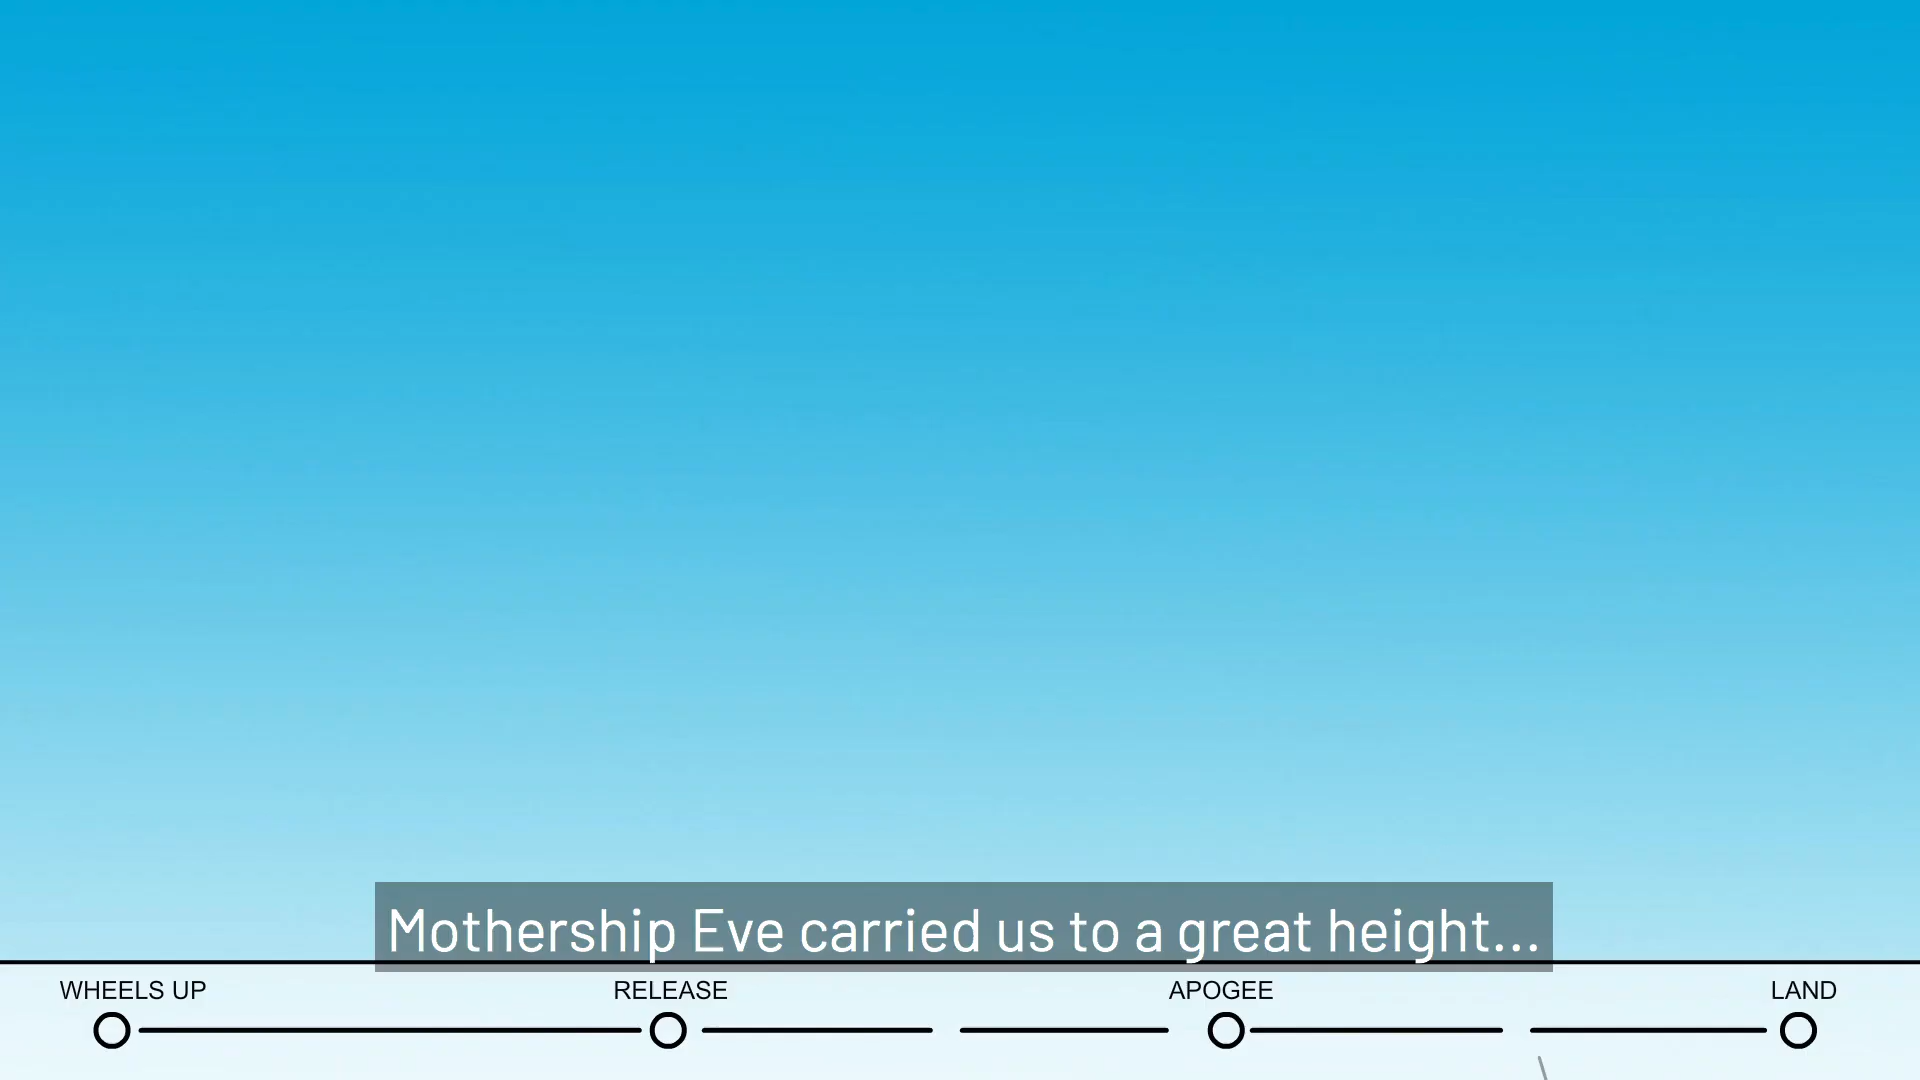 Mothership Eve carried us to a great height...
WHEELS UP RELEASE APOGEE LAND